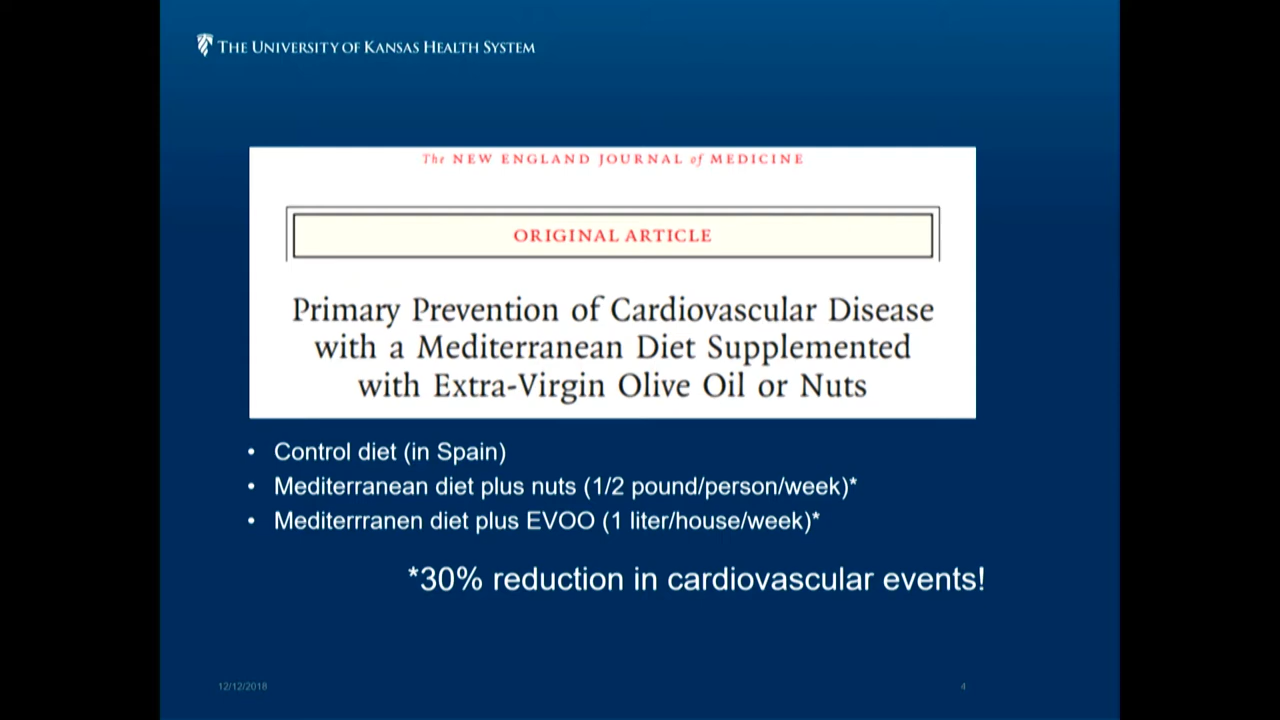 THE UNIVERSITY OF KANSAS HEALTH SYSTEM
The NEW ENGLAND JOURNAL of MEDICINE
ORIGINAL ARTICLE
Primary Prevention of Cardiovascular Disease
with a Mediterranean Diet Supplemented
with Extra-Virgin Olive Oil or Nuts
• Control diet (in Spain)
• Mediterranean diet plus nuts (1/2 pound/person/week)*
• Mediterrranen diet plus EVOO (1 liter/house/week)*
*30% reduction in cardiovascular events!
12/12/2018
4